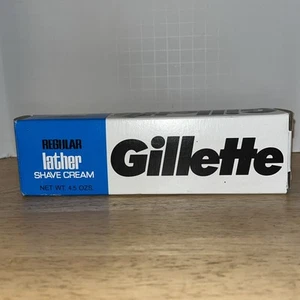 REGULAR
lather
SHAVE CREAM
NET WT. 4.5 OZS.
Gillette